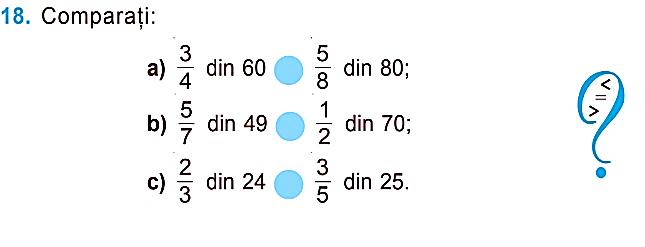 18. Comparați:
a) 3/4 din 60 5/8 din 80;
b) 5/7 din 49 1/2 din 70;
c) 2/3 din 24 3/5 din 25.
<
=
>